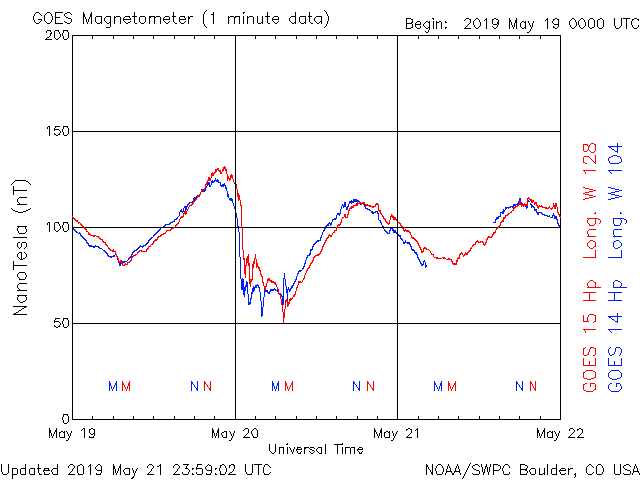 GOES Magnetometer (1 minute data)
Begin: 2019 May 19 0000 UTC
200
150
100
50
0
NanoTesla (nT)
M M N N M M N N M M N N
May 19 May 20 May 21 May 22
Universal Time
GOES 15 Hp Long. W 128
GOES 14 Hp Long. W 104
Updated 2019 May 21 23:59:02 UTC
NOAA/SWPC Boulder, CO USA